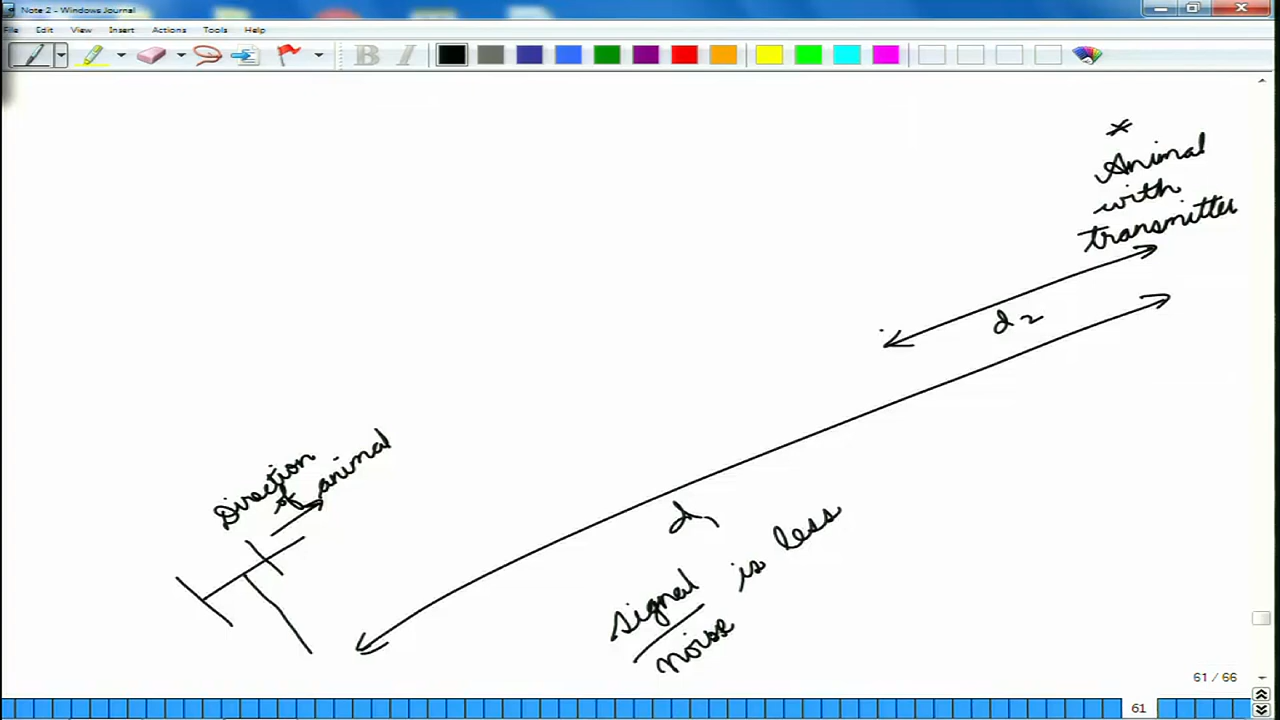 Note 2 - Windows Journal
File Edit View Insert Actions Tools Help
B I
*
Animal
with
transmitter
d2
Direction
of animal
d1
signal is less
noise
61 / 66
61